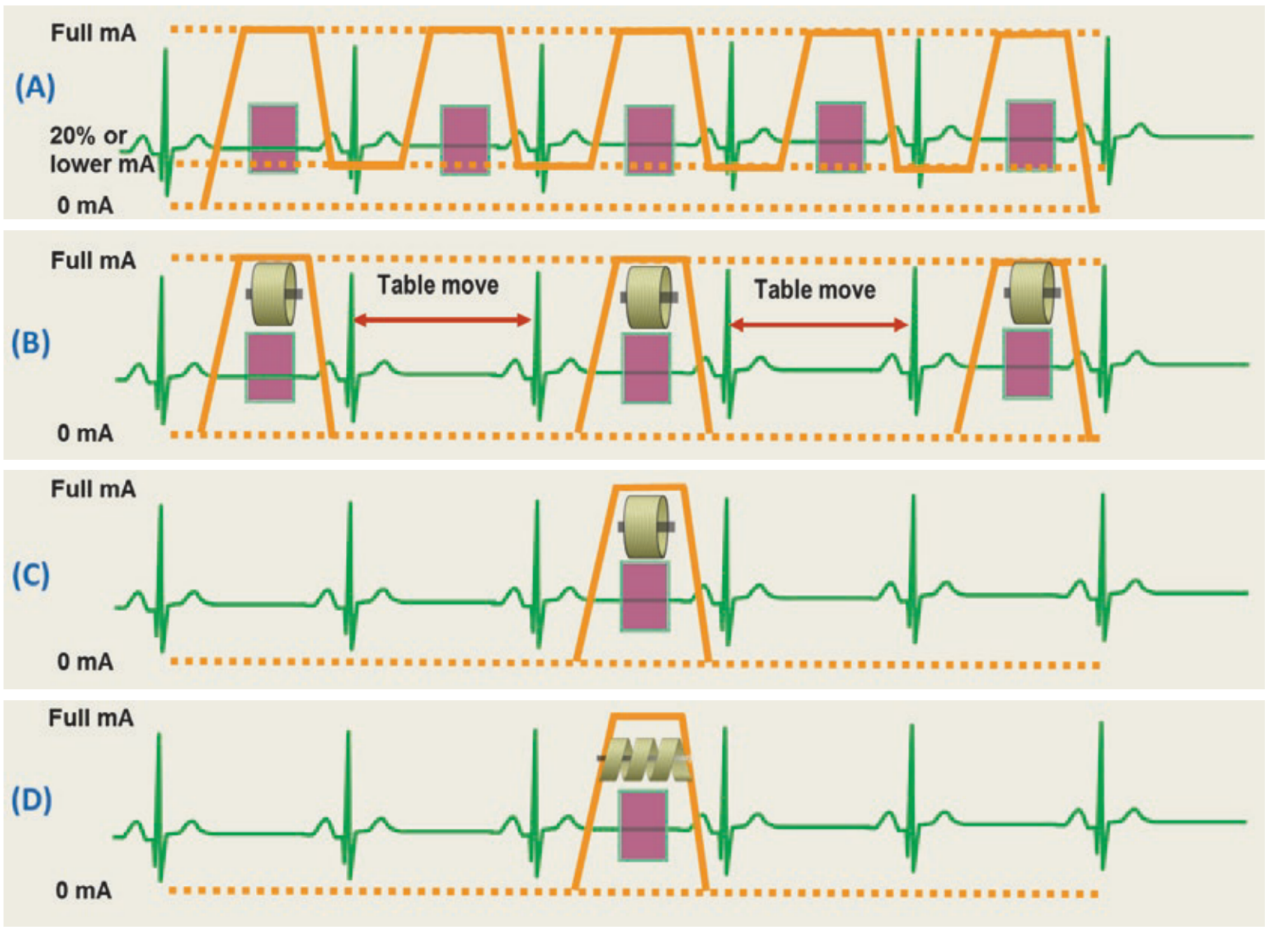 Full mA
(A)
20% or
lower mA
0 mA
Full mA
Table move
Table move
(B)
0 mA
Full mA
(C)
0 mA
Full mA
(D)
0 mA